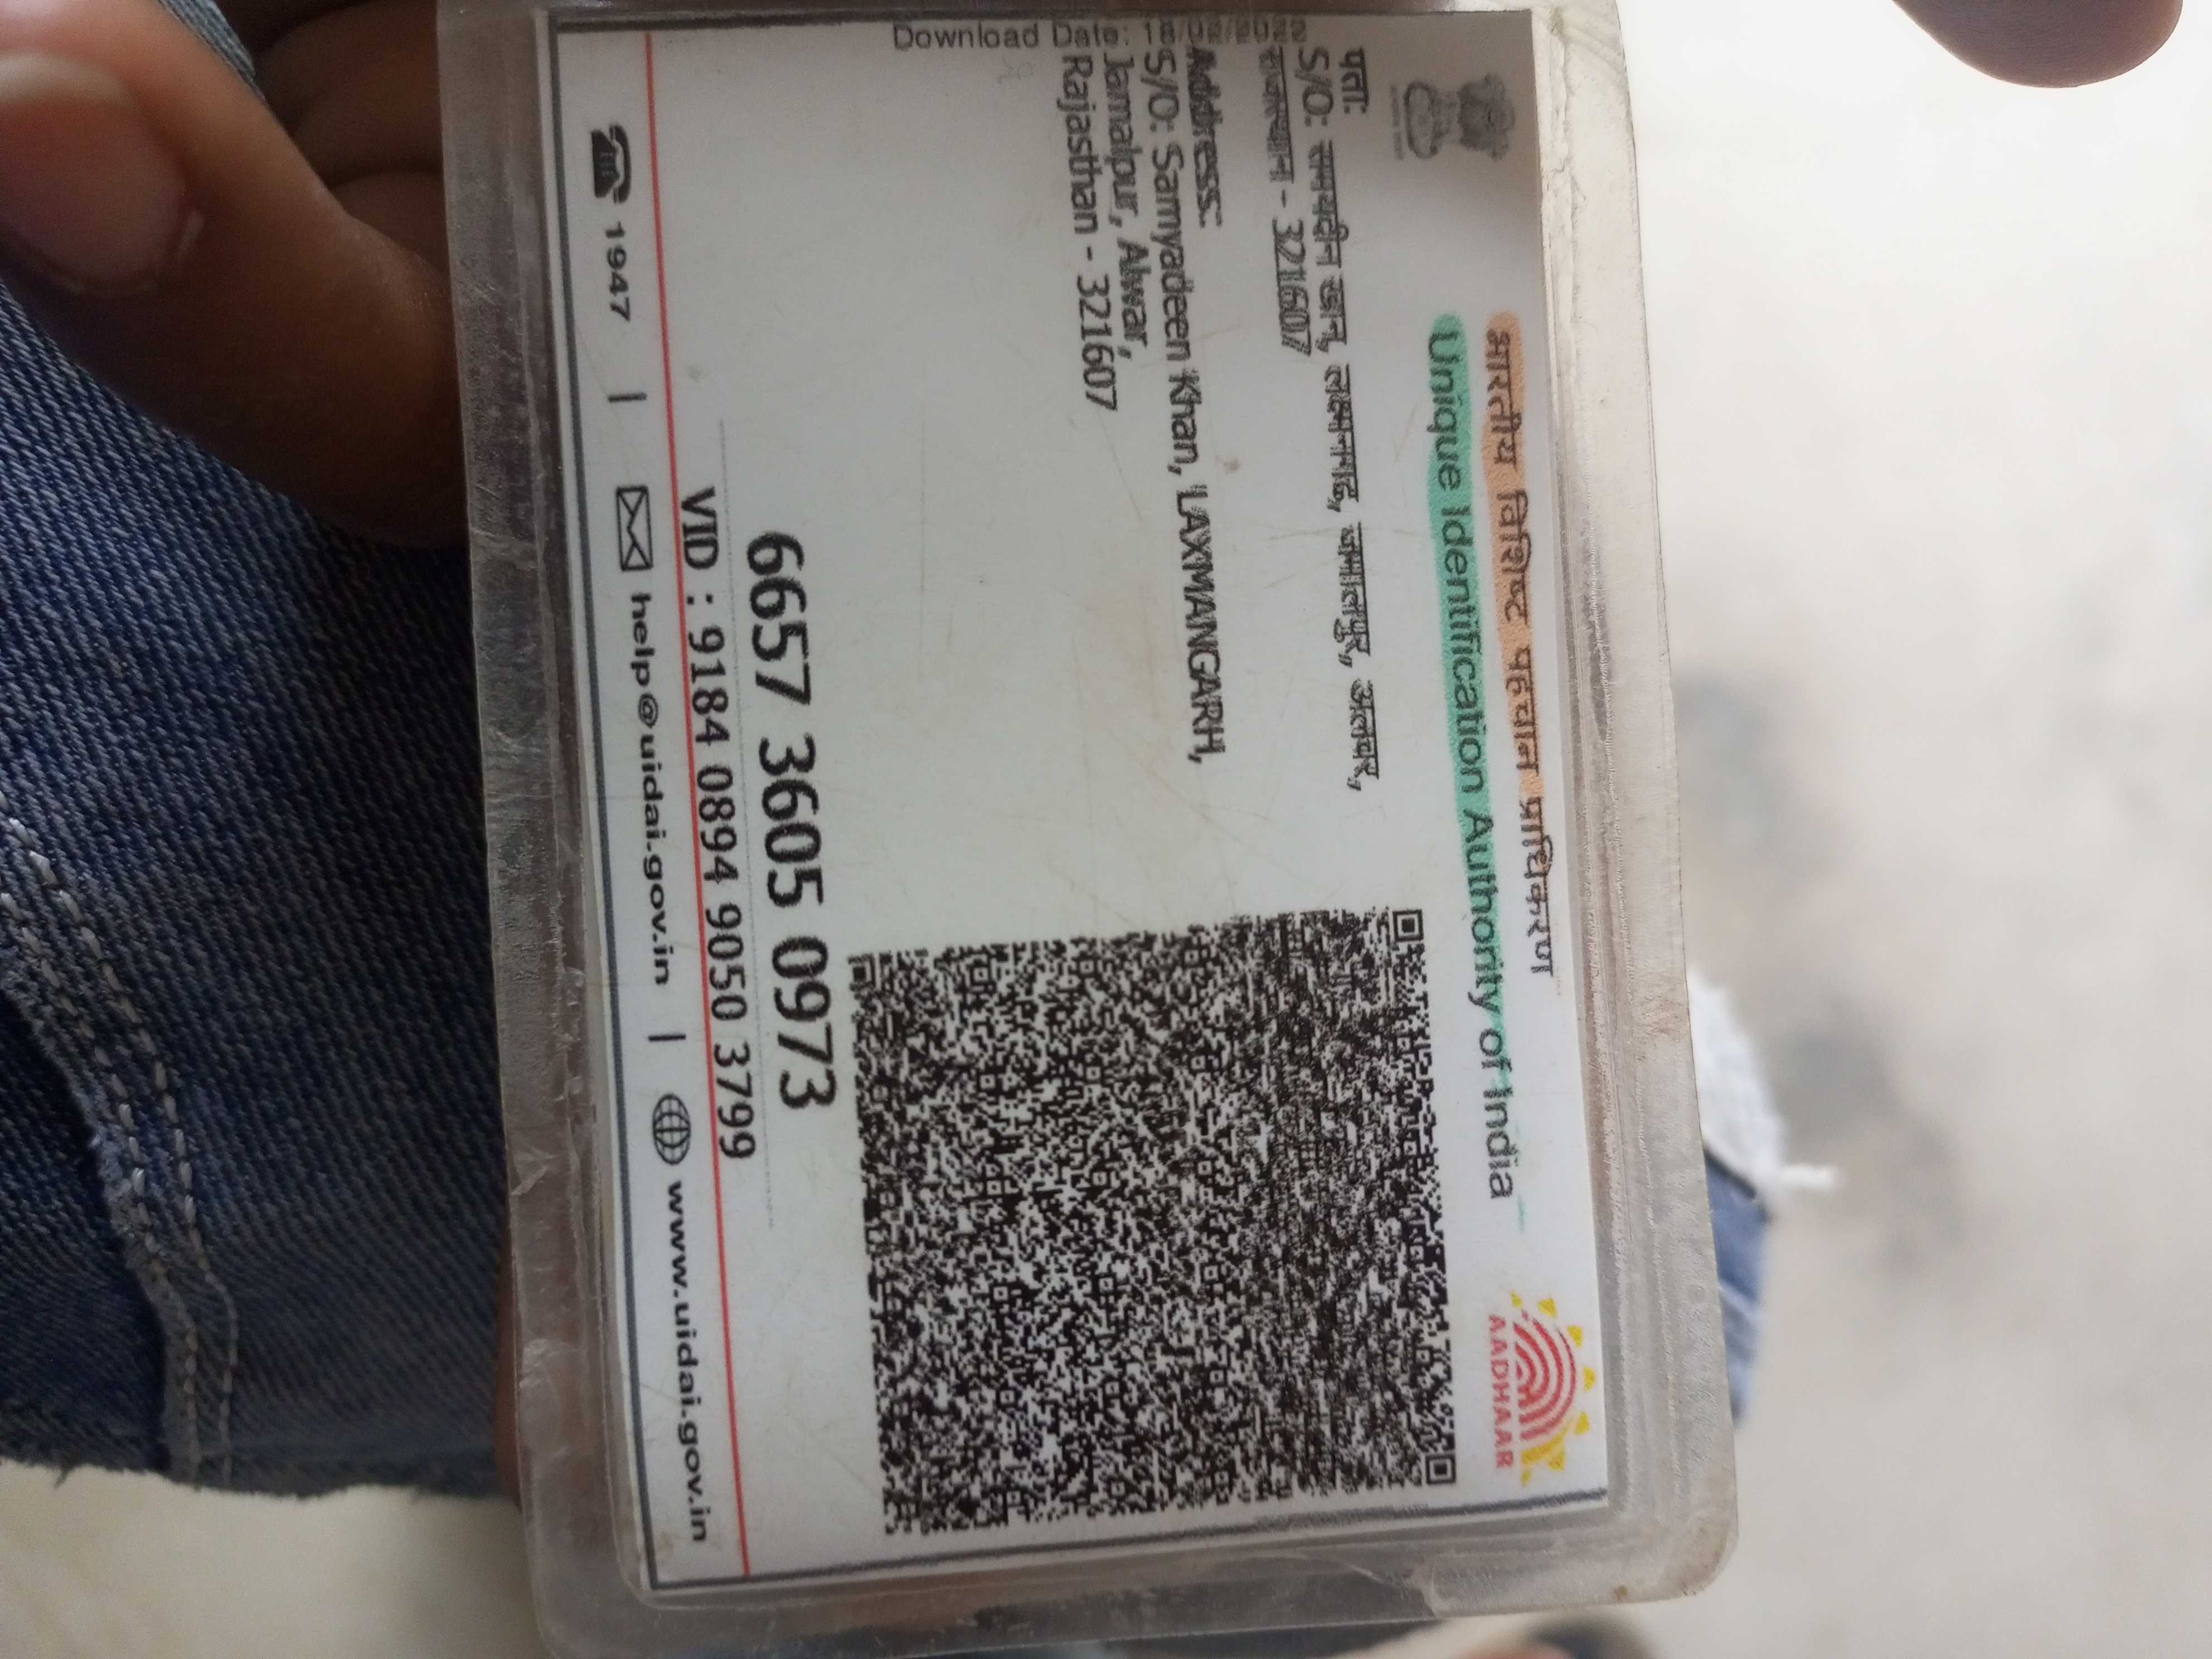 भारतीय विशिष्ट पहचान प्राधिकरण
Unique Identification Authority of India
AADHAAR
पता:
S/O: समयदीन खान, लक्ष्मनगढ, जमालपुर, अलवर,
राजस्थान - 321607
Address:
S/O: Samyadeen Khan, LAXMANGARH,
Jamalpur, Alwar,
Rajasthan - 321607
Download Date: 18/02/2022
6657 3605 0973
VID : 9184 0894 9050 3799
1947 | help@uidai.gov.in | www.uidai.gov.in